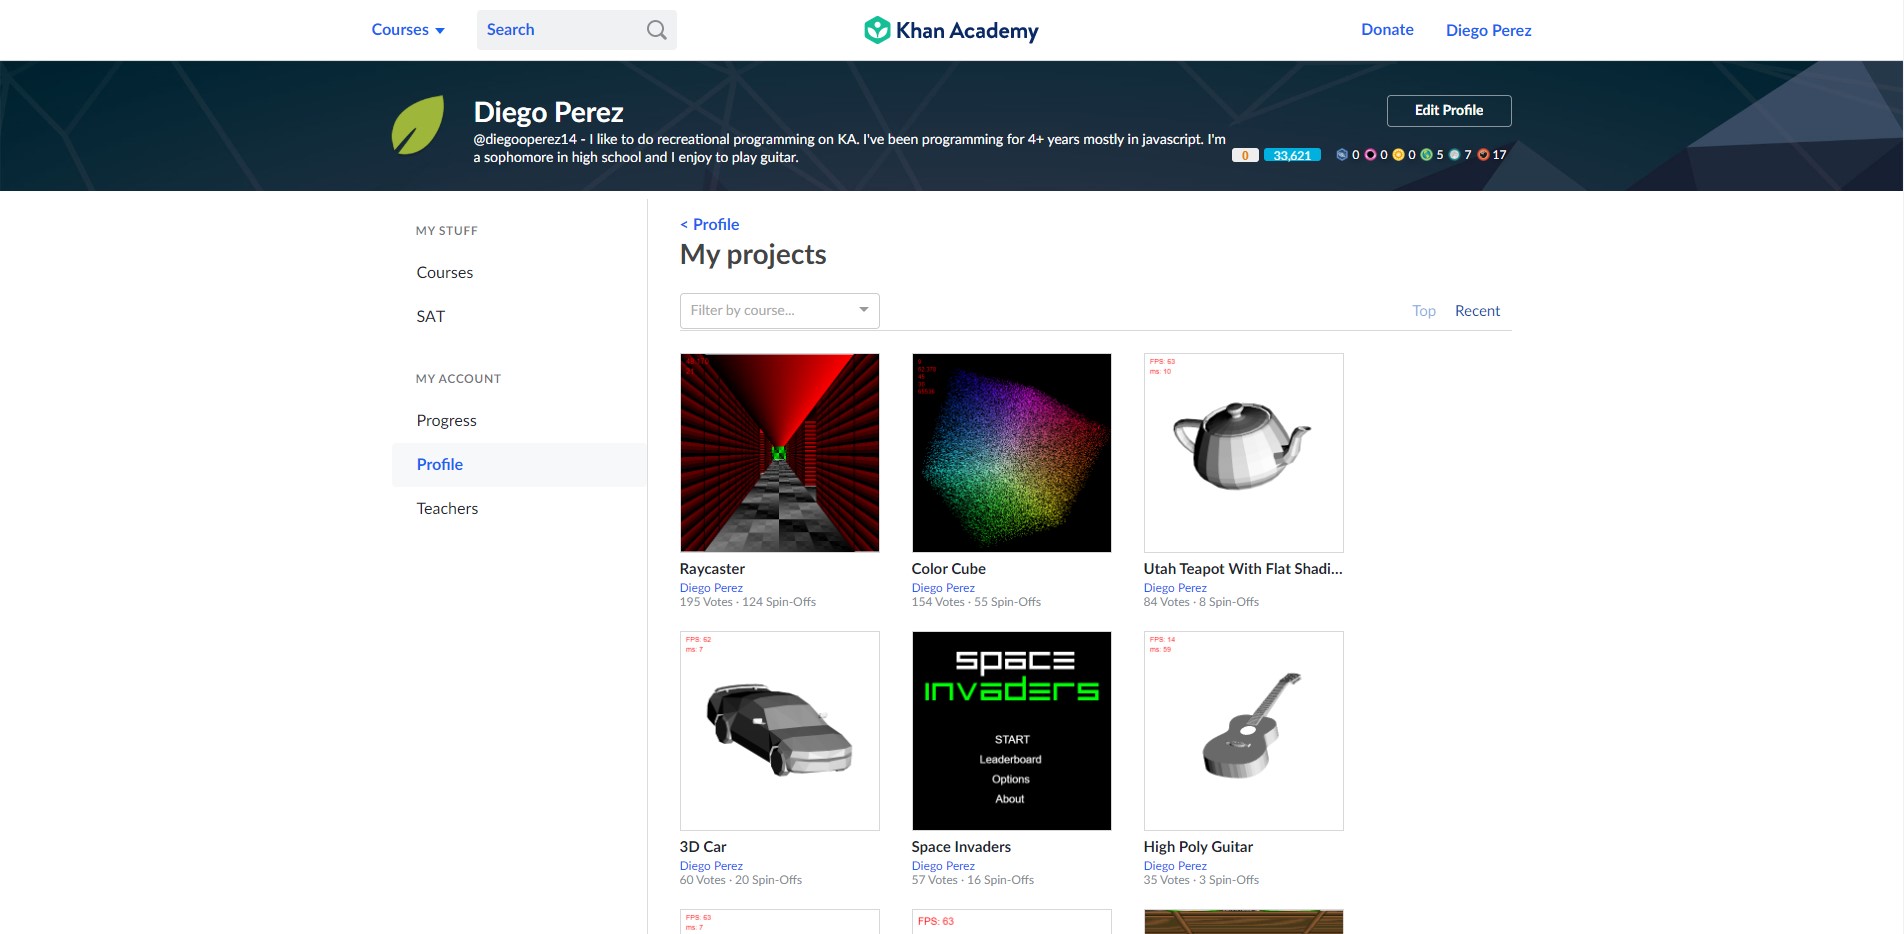 Courses
Search
Khan Academy
Donate
Diego Perez
Diego Perez
@diegooperez14 - I like to do recreational programming on KA. I've been programming for 4+ years mostly in javascript. I'm
a sophomore in high school and I enjoy to play guitar.
Edit Profile
0 33,621 0 0 0 5 7 17
MY STUFF
Courses
SAT
MY ACCOUNT
Progress
Profile
Teachers
< Profile
My projects
Filter by course...
Top Recent
Raycaster
Diego Perez
195 Votes · 124 Spin-Offs
Color Cube
Diego Perez
154 Votes · 55 Spin-Offs
FPS: 63
ms: 10
Utah Teapot With Flat Shadi...
Diego Perez
84 Votes · 8 Spin-Offs
FPS: 62
ms: 7
3D Car
Diego Perez
60 Votes · 20 Spin-Offs
space
invaders
START
Leaderboard
Options
About
Space Invaders
Diego Perez
57 Votes · 16 Spin-Offs
FPS: 14
ms: 59
High Poly Guitar
Diego Perez
35 Votes · 3 Spin-Offs
FPS: 63
ms: 7
FPS: 63